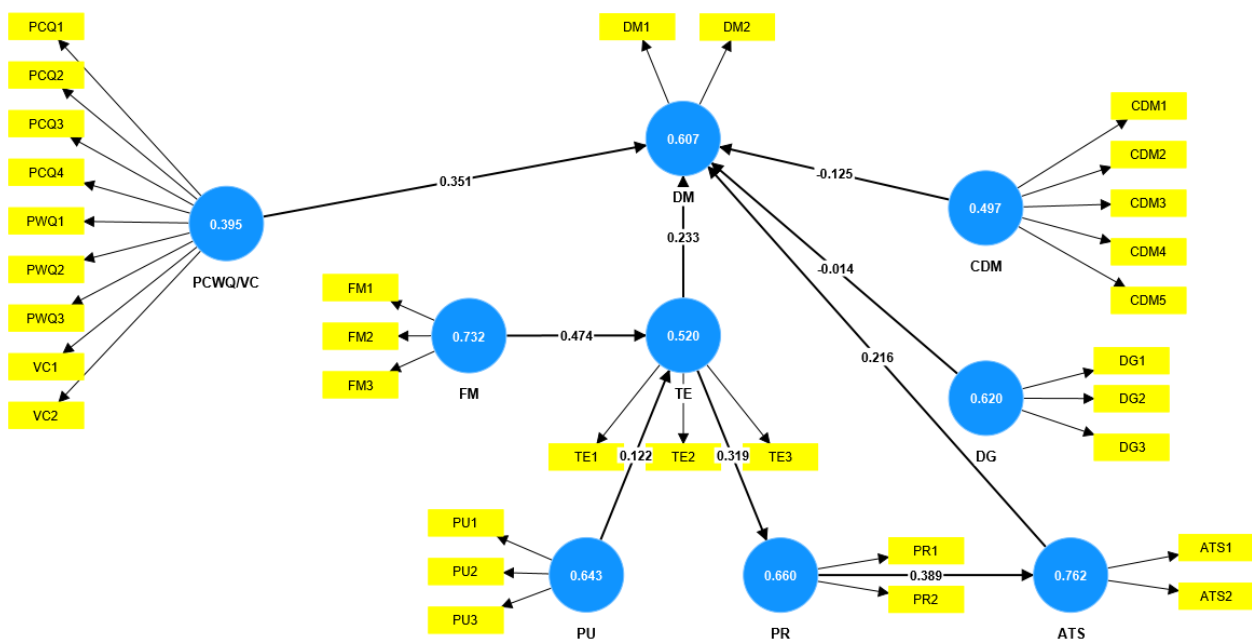 PCQ1
PCQ2
PCQ3
PCQ4
PWQ1
PWQ2
PWQ3
VC1
VC2
0.395
PCWQ/VC
0.351
DM1
DM2
0.607
DM
-0.125
0.497
CDM
CDM1
CDM2
CDM3
CDM4
CDM5
0.233
-0.014
FM1
FM2
FM3
0.732
FM
0.474
0.520
TE
0.216
0.620
DG
DG1
DG2
DG3
TE1
0.122
TE2
0.319
TE3
PU1
PU2
PU3
0.643
PU
0.660
PR
PR1
0.389
PR2
0.762
ATS
ATS1
ATS2